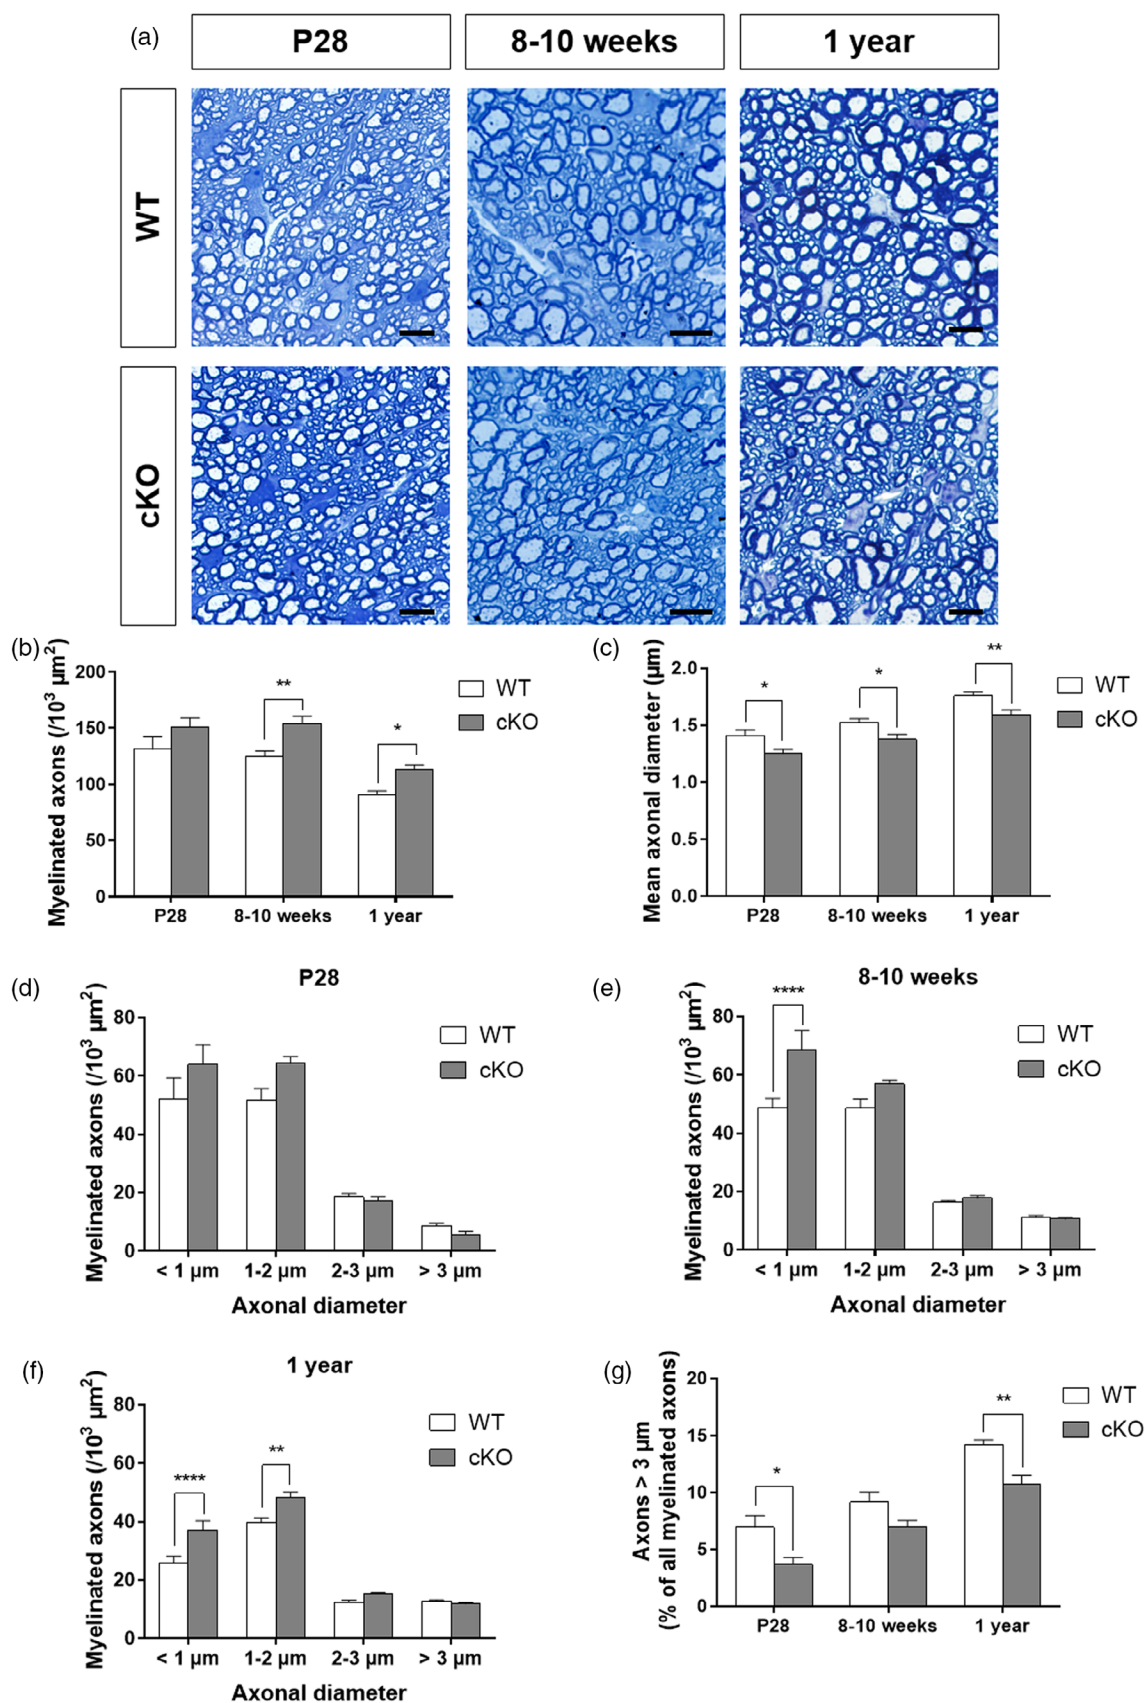 (a)
P28
8-10 weeks
1 year
WT
cKO
(b)
Myelinated axons (/10³ µm²)
200
150
100
50
0
**
*
WT
cKO
P28
8-10 weeks
1 year
(c)
Mean axonal diameter (µm)
2.0
1.5
1.0
0.5
0.0
*
*
**
WT
cKO
P28
8-10 weeks
1 year
(d)
P28
Myelinated axons (/10³ µm²)
80
60
40
20
0
WT
cKO
< 1 µm
1-2 µm
2-3 µm
> 3 µm
Axonal diameter
(e)
8-10 weeks
Myelinated axons (/10³ µm²)
80
60
40
20
0
****
WT
cKO
< 1 µm
1-2 µm
2-3 µm
> 3 µm
Axonal diameter
(f)
1 year
Myelinated axons (/10³ µm²)
80
60
40
20
0
****
**
WT
cKO
< 1 µm
1-2 µm
2-3 µm
> 3 µm
Axonal diameter
(g)
Axons > 3 µm
(% of all myelinated axons)
20
15
10
5
0
*
**
WT
cKO
P28
8-10 weeks
1 year